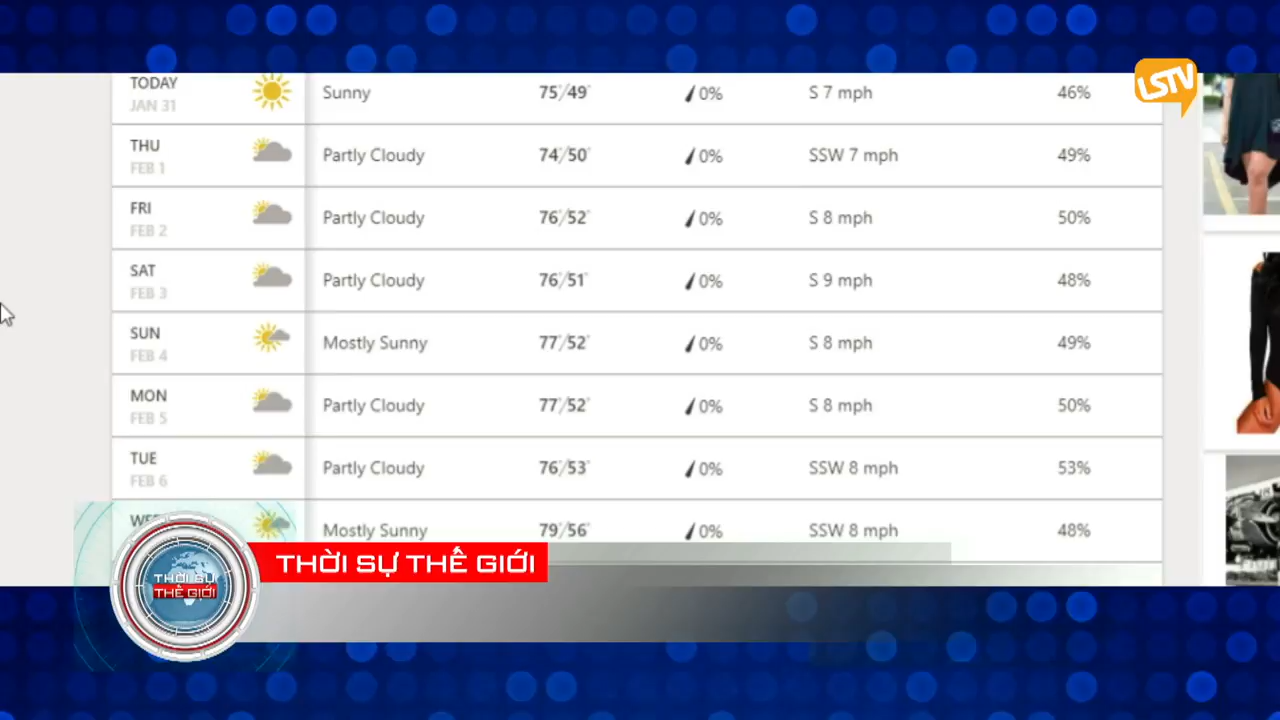 LSTV
TODAY
JAN 31
Sunny 75°/49° 0% S 7 mph 46%
THU
FEB 1
Partly Cloudy 74°/50° 0% SSW 7 mph 49%
FRI
FEB 2
Partly Cloudy 76°/52° 0% S 8 mph 50%
SAT
FEB 3
Partly Cloudy 76°/51° 0% S 9 mph 48%
SUN
FEB 4
Mostly Sunny 77°/52° 0% S 8 mph 49%
MON
FEB 5
Partly Cloudy 77°/52° 0% S 8 mph 50%
TUE
FEB 6
Partly Cloudy 76°/53° 0% SSW 8 mph 53%
Mostly Sunny 79°/56° 0% SSW 8 mph 48%
THỜI SỰ THẾ GIỚI
THỜI SỰ
THẾ GIỚI